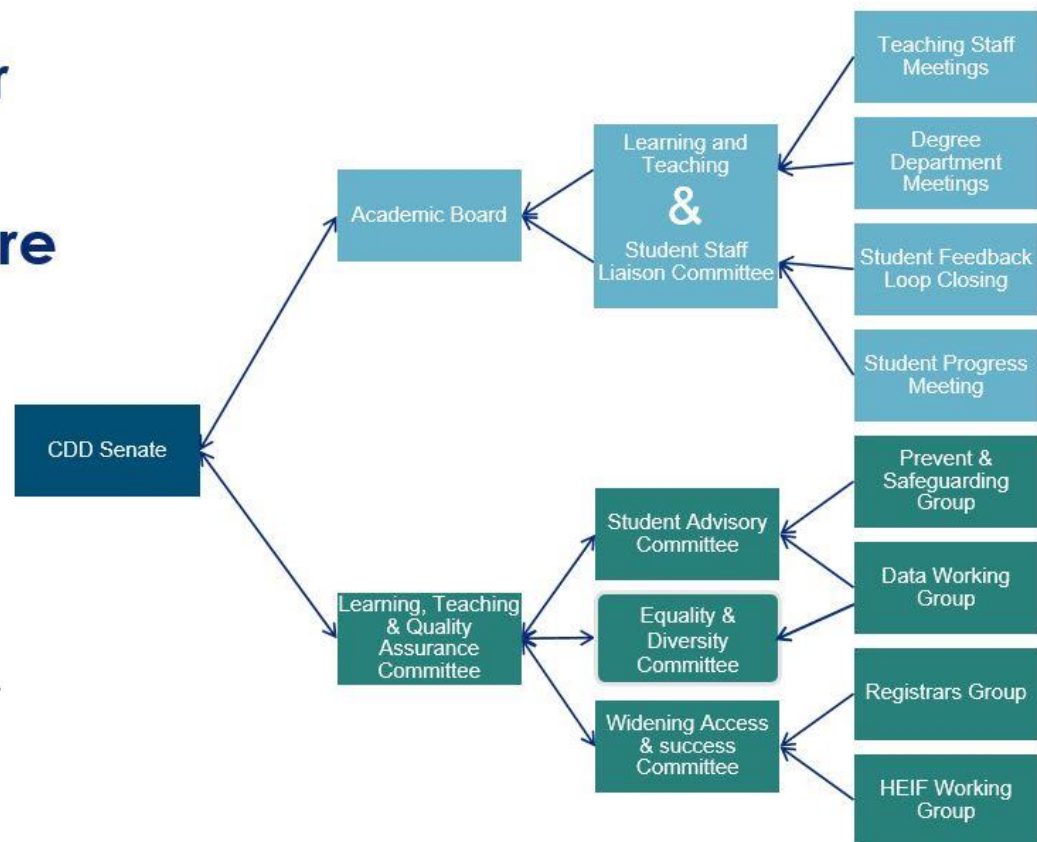 r
re
Teaching Staff
Meetings
Degree
Department
Meetings
Student Feedback
Loop Closing
Student Progress
Meeting
Learning and
Teaching
&
Student Staff
Liaison Committee
Academic Board
CDD Senate
Learning, Teaching
& Quality
Assurance
Committee
Student Advisory
Committee
Equality &
Diversity
Committee
Widening Access
& success
Committee
Prevent &
Safeguarding
Group
Data Working
Group
Registrars Group
HEIF Working
Group